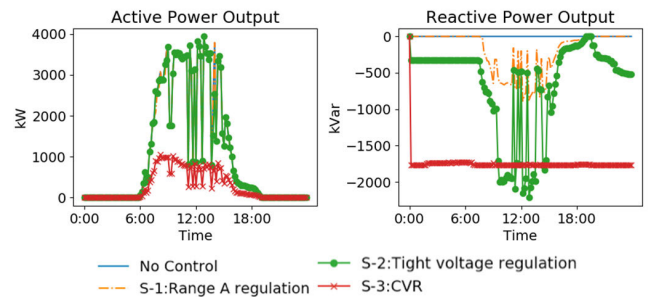 Active Power Output
4000
3000
2000
1000
0
kW
0:00 6:00 12:00 18:00
Time
Reactive Power Output
0
−500
−1000
−1500
−2000
kVar
0:00 6:00 12:00 18:00
Time
No Control
S-1:Range A regulation
S-2:Tight voltage regulation
S-3:CVR